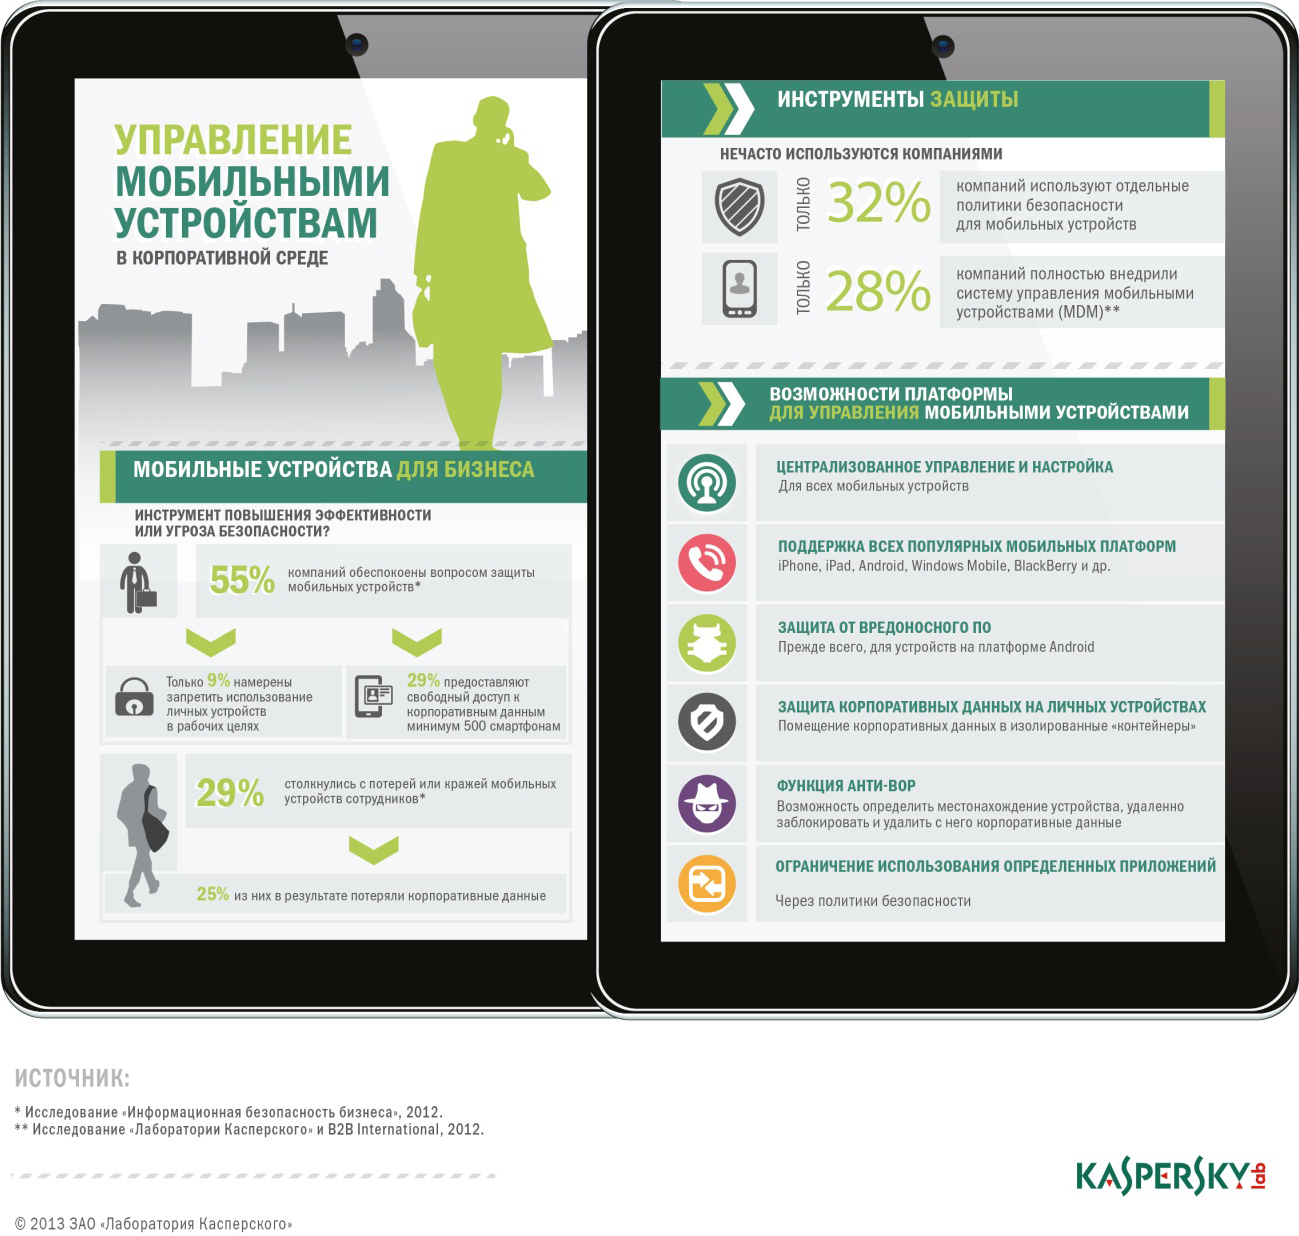 УПРАВЛЕНИЕ
МОБИЛЬНЫМИ
УСТРОЙСТВАМ
В КОРПОРАТИВНОЙ СРЕДЕ
МОБИЛЬНЫЕ УСТРОЙСТВА ДЛЯ БИЗНЕСА
ИНСТРУМЕНТ ПОВЫШЕНИЯ ЭФФЕКТИВНОСТИ
ИЛИ УГРОЗА БЕЗОПАСНОСТИ?
55% компаний обеспокоены вопросом защиты
мобильных устройств*
Только 9% намерены
запретить использование
личных устройств
в рабочих целях
29% предоставляют
свободный доступ к
корпоративным данным
минимум 500 смартфонам
29% столкнулись с потерей или кражей мобильных
устройств сотрудников*
25% из них в результате потеряли корпоративные данные
ИНСТРУМЕНТЫ ЗАЩИТЫ
НЕЧАСТО ИСПОЛЬЗУЮТСЯ КОМПАНИЯМИ
ТОЛЬКО 32% компаний используют отдельные
политики безопасности
для мобильных устройств
ТОЛЬКО 28% компаний полностью внедрили
систему управления мобильными
устройствами (MDM)**
ВОЗМОЖНОСТИ ПЛАТФОРМЫ
ДЛЯ УПРАВЛЕНИЯ МОБИЛЬНЫМИ УСТРОЙСТВАМИ
ЦЕНТРАЛИЗОВАННОЕ УПРАВЛЕНИЕ И НАСТРОЙКА
Для всех мобильных устройств
ПОДДЕРЖКА ВСЕХ ПОПУЛЯРНЫХ МОБИЛЬНЫХ ПЛАТФОРМ
iPhone, iPad, Android, Windows Mobile, BlackBerry и др.
ЗАЩИТА ОТ ВРЕДОНОСНОГО ПО
Прежде всего, для устройств на платформе Android
ЗАЩИТА КОРПОРАТИВНЫХ ДАННЫХ НА ЛИЧНЫХ УСТРОЙСТВАХ
Помещение корпоративных данных в изолированные «контейнеры»
ФУНКЦИЯ АНТИ-ВОР
Возможность определить местонахождение устройства, удаленно
заблокировать и удалить с него корпоративные данные
ОГРАНИЧЕНИЕ ИСПОЛЬЗОВАНИЯ ОПРЕДЕЛЕННЫХ ПРИЛОЖЕНИЙ
Через политики безопасности
ИСТОЧНИК:
* Исследование «Информационная безопасность бизнеса», 2012.
** Исследование «Лаборатории Касперского» и B2B International, 2012.
KASPERSKY lab
© 2013 ЗАО «Лаборатория Касперского»